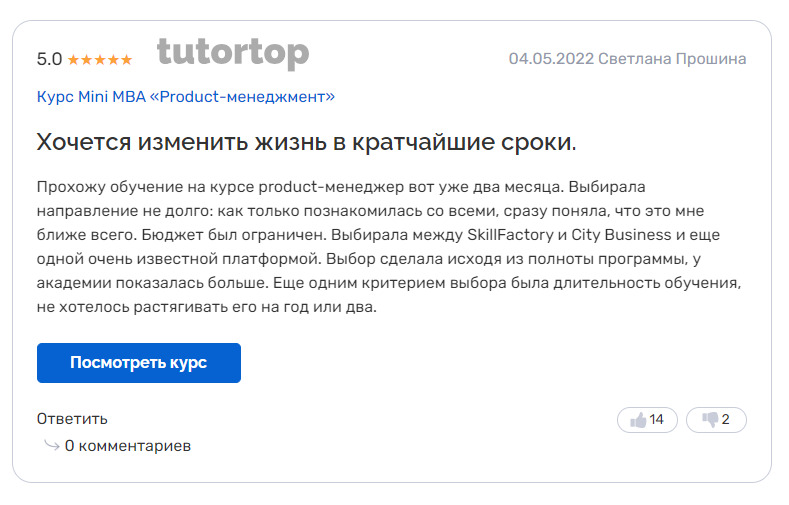 5.0 tutortop 04.05.2022 Светлана Прошина
Курс Mini MBA «Product-менеджмент»
Хочется изменить жизнь в кратчайшие сроки.
Прохожу обучение на курсе product-менеджер вот уже два месяца. Выбирала
направление не долго: как только познакомилась со всеми, сразу поняла, что это мне
ближе всего. Бюджет был ограничен. Выбирала между SkillFactory и City Business и еще
одной очень известной платформой. Выбор сделала исходя из полноты программы, у
академии показалась больше. Еще одним критерием выбора была длительность обучения,
не хотелось растягивать его на год или два.
Посмотреть курс
Ответить 14 2
0 комментариев